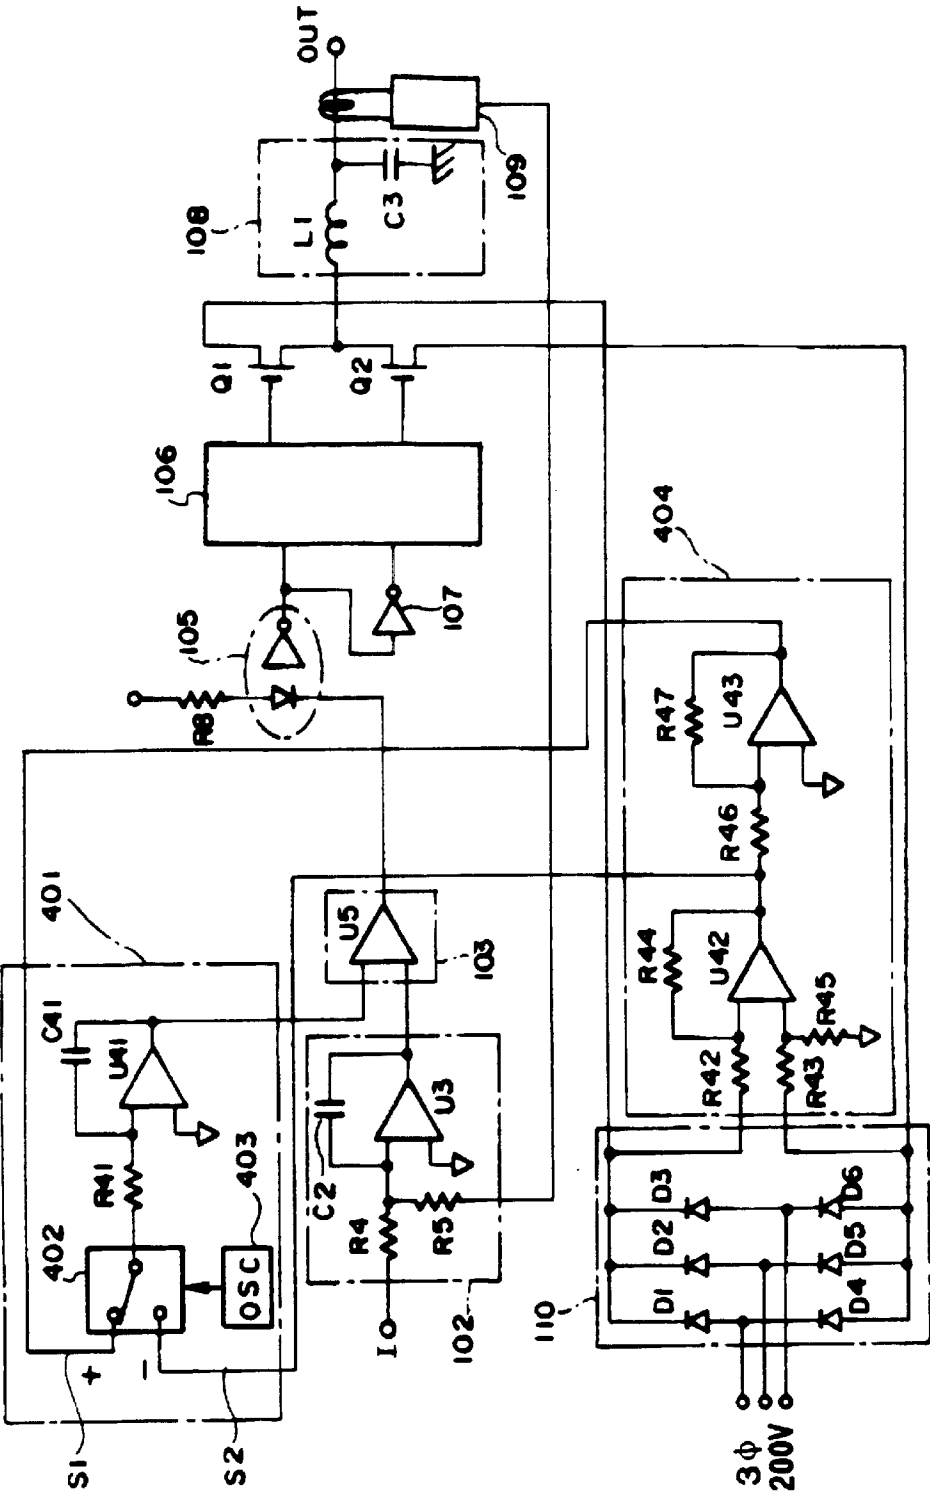 S1
+
−
S2
402
R41
403
OSC
C41
U41
401
IO
R4
R5
C2
U3
102
U5
103
R8
105
107
106
Q1
Q2
108
L1
C3
109
OUT
3φ
200V
110
D1
D2
D3
D4
D5
D6
R42
R43
R44
U42
R45
R46
R47
U43
404